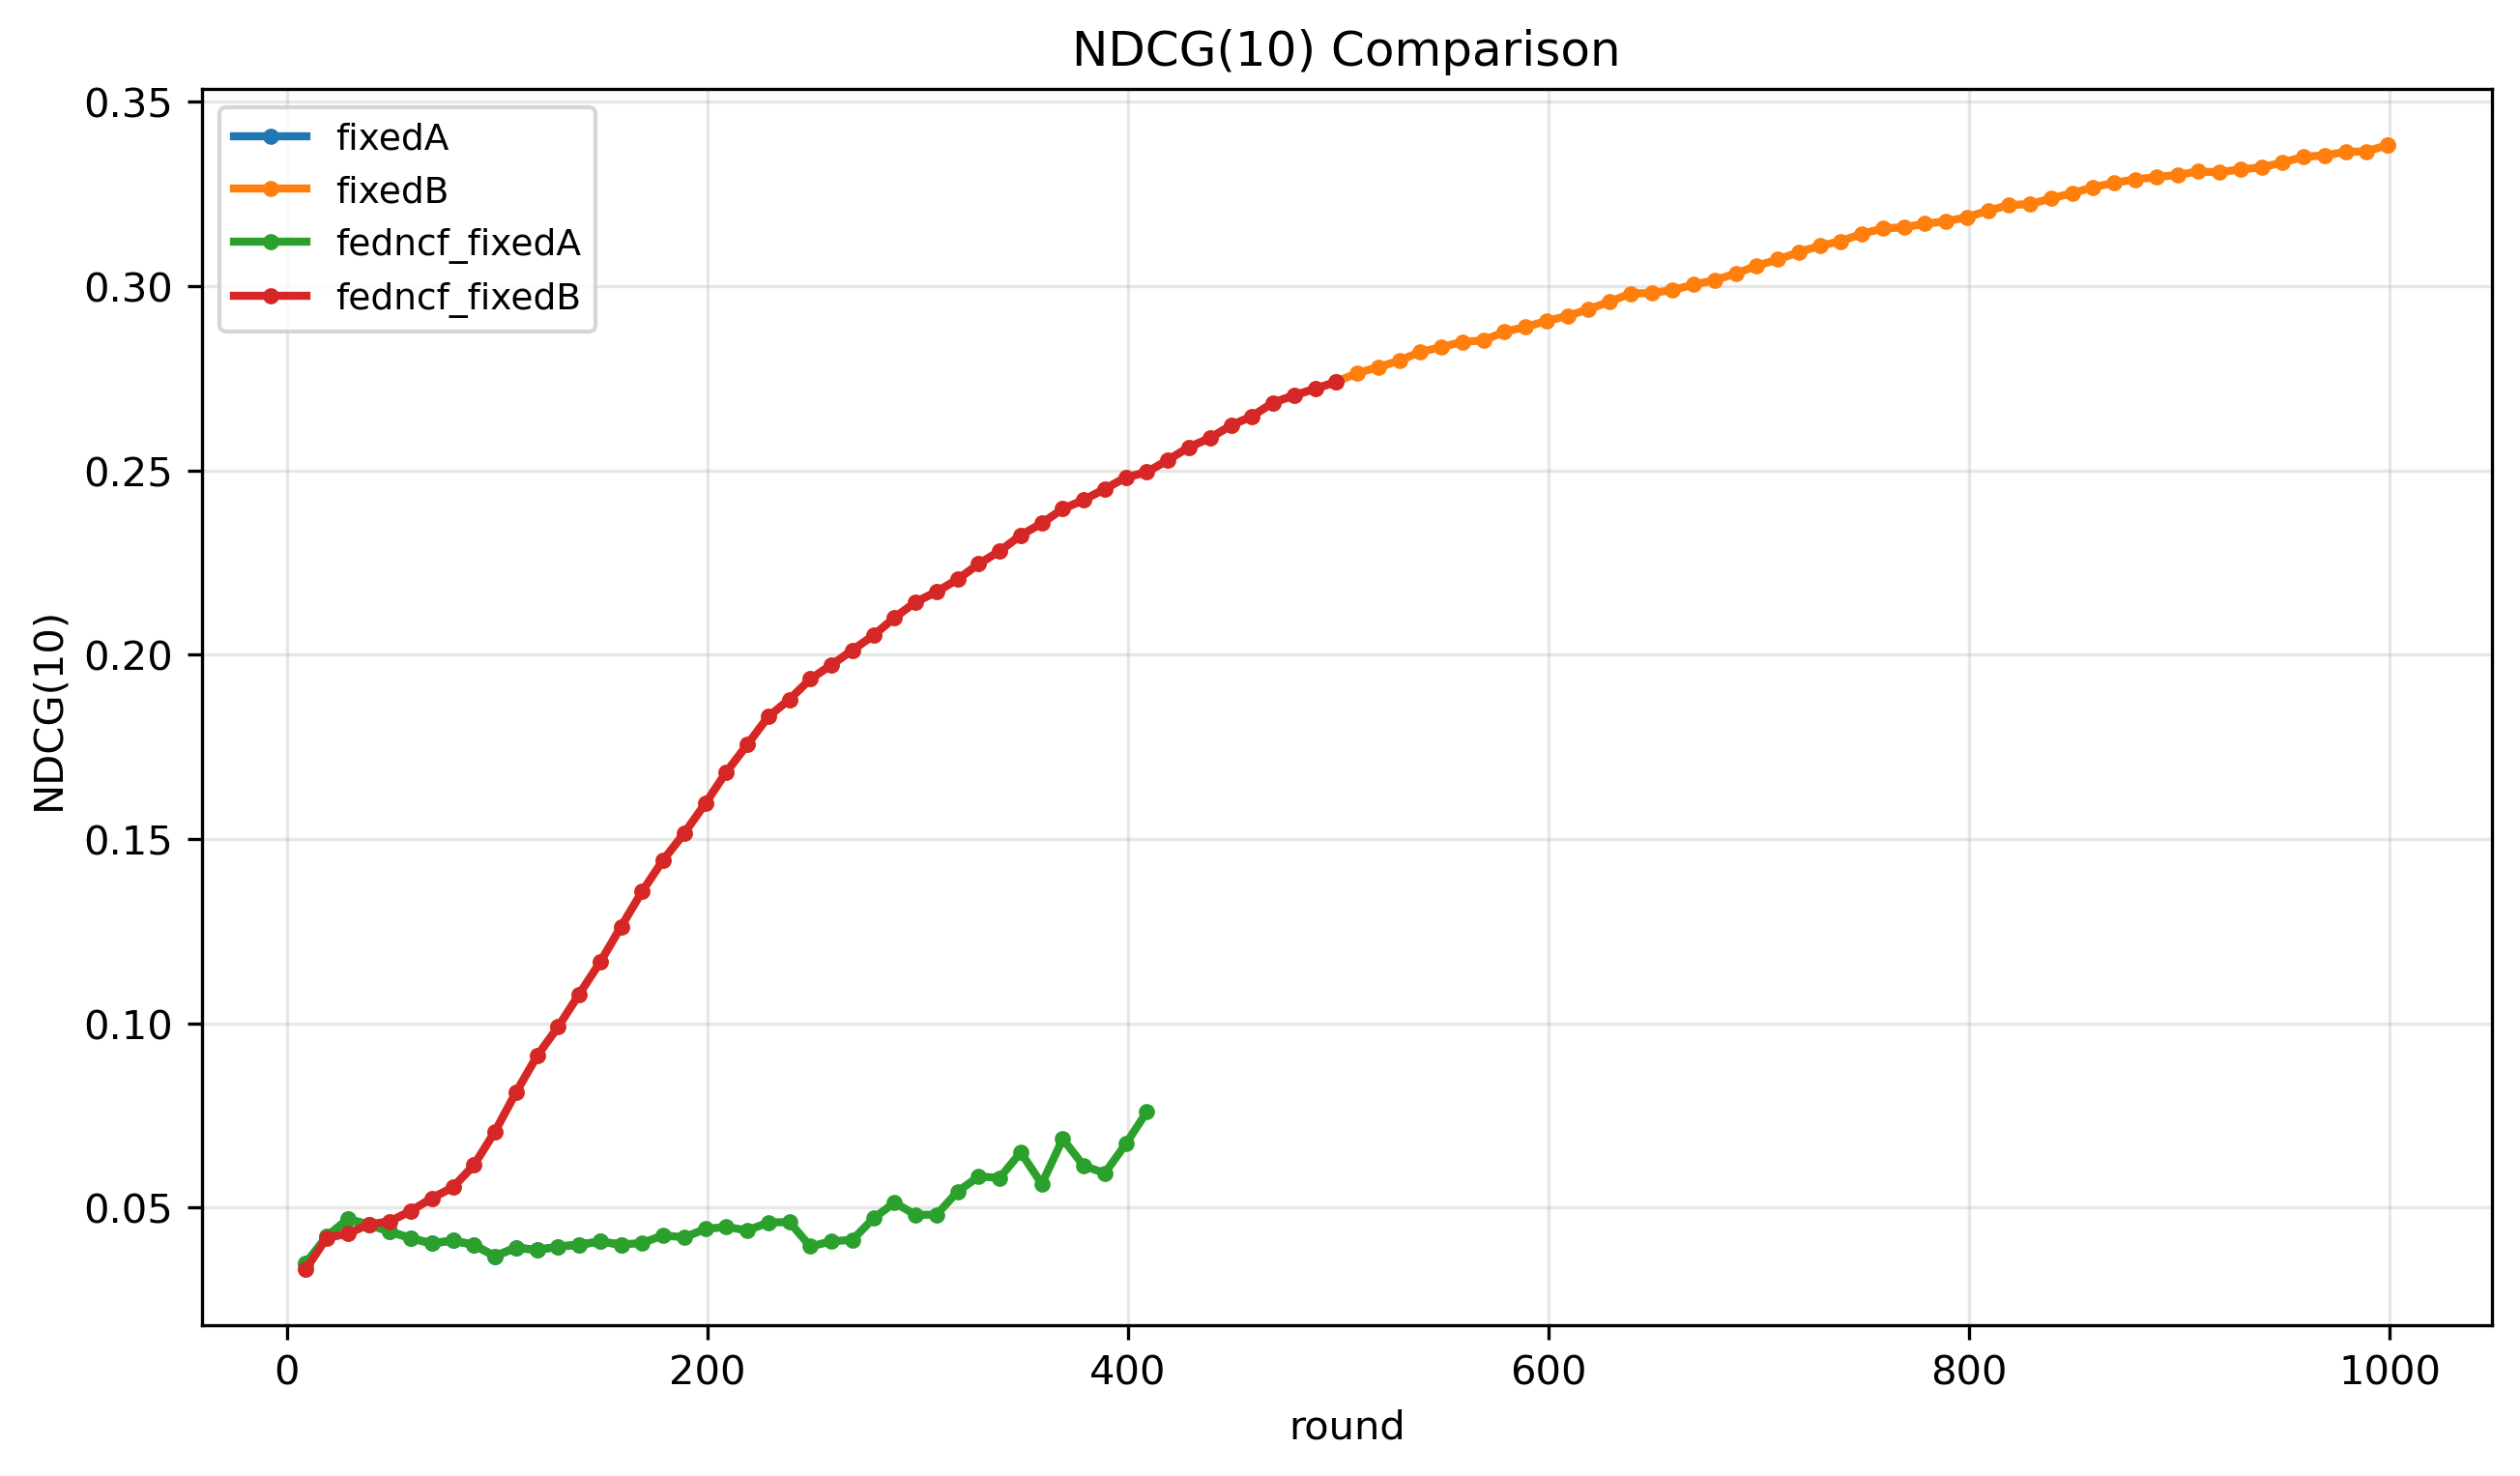 NDCG(10) Comparison
0.35
0.30
0.25
0.20
0.15
0.10
0.05
NDCG(10)
fixedA
fixedB
fedncf_fixedA
fedncf_fixedB
0 200 400 600 800 1000
round